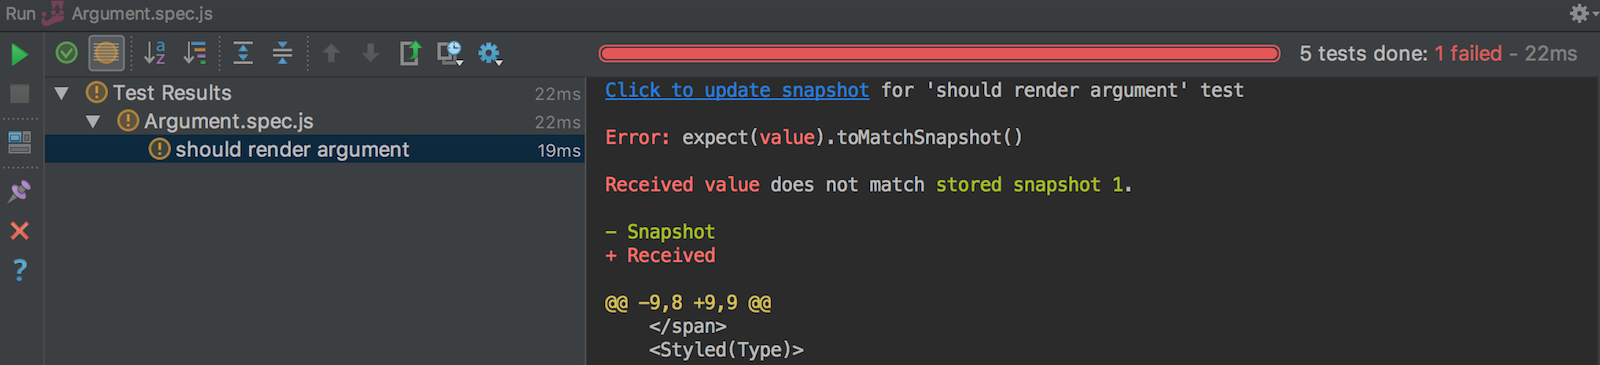 Run Argument.spec.js
5 tests done: 1 failed - 22ms
Test Results 22ms
Argument.spec.js 22ms
should render argument 19ms
Click to update snapshot for 'should render argument' test
Error: expect(value).toMatchSnapshot()
Received value does not match stored snapshot 1.
- Snapshot
+ Received
@@ -9,8 +9,9 @@
</span>
<Styled(Type)>